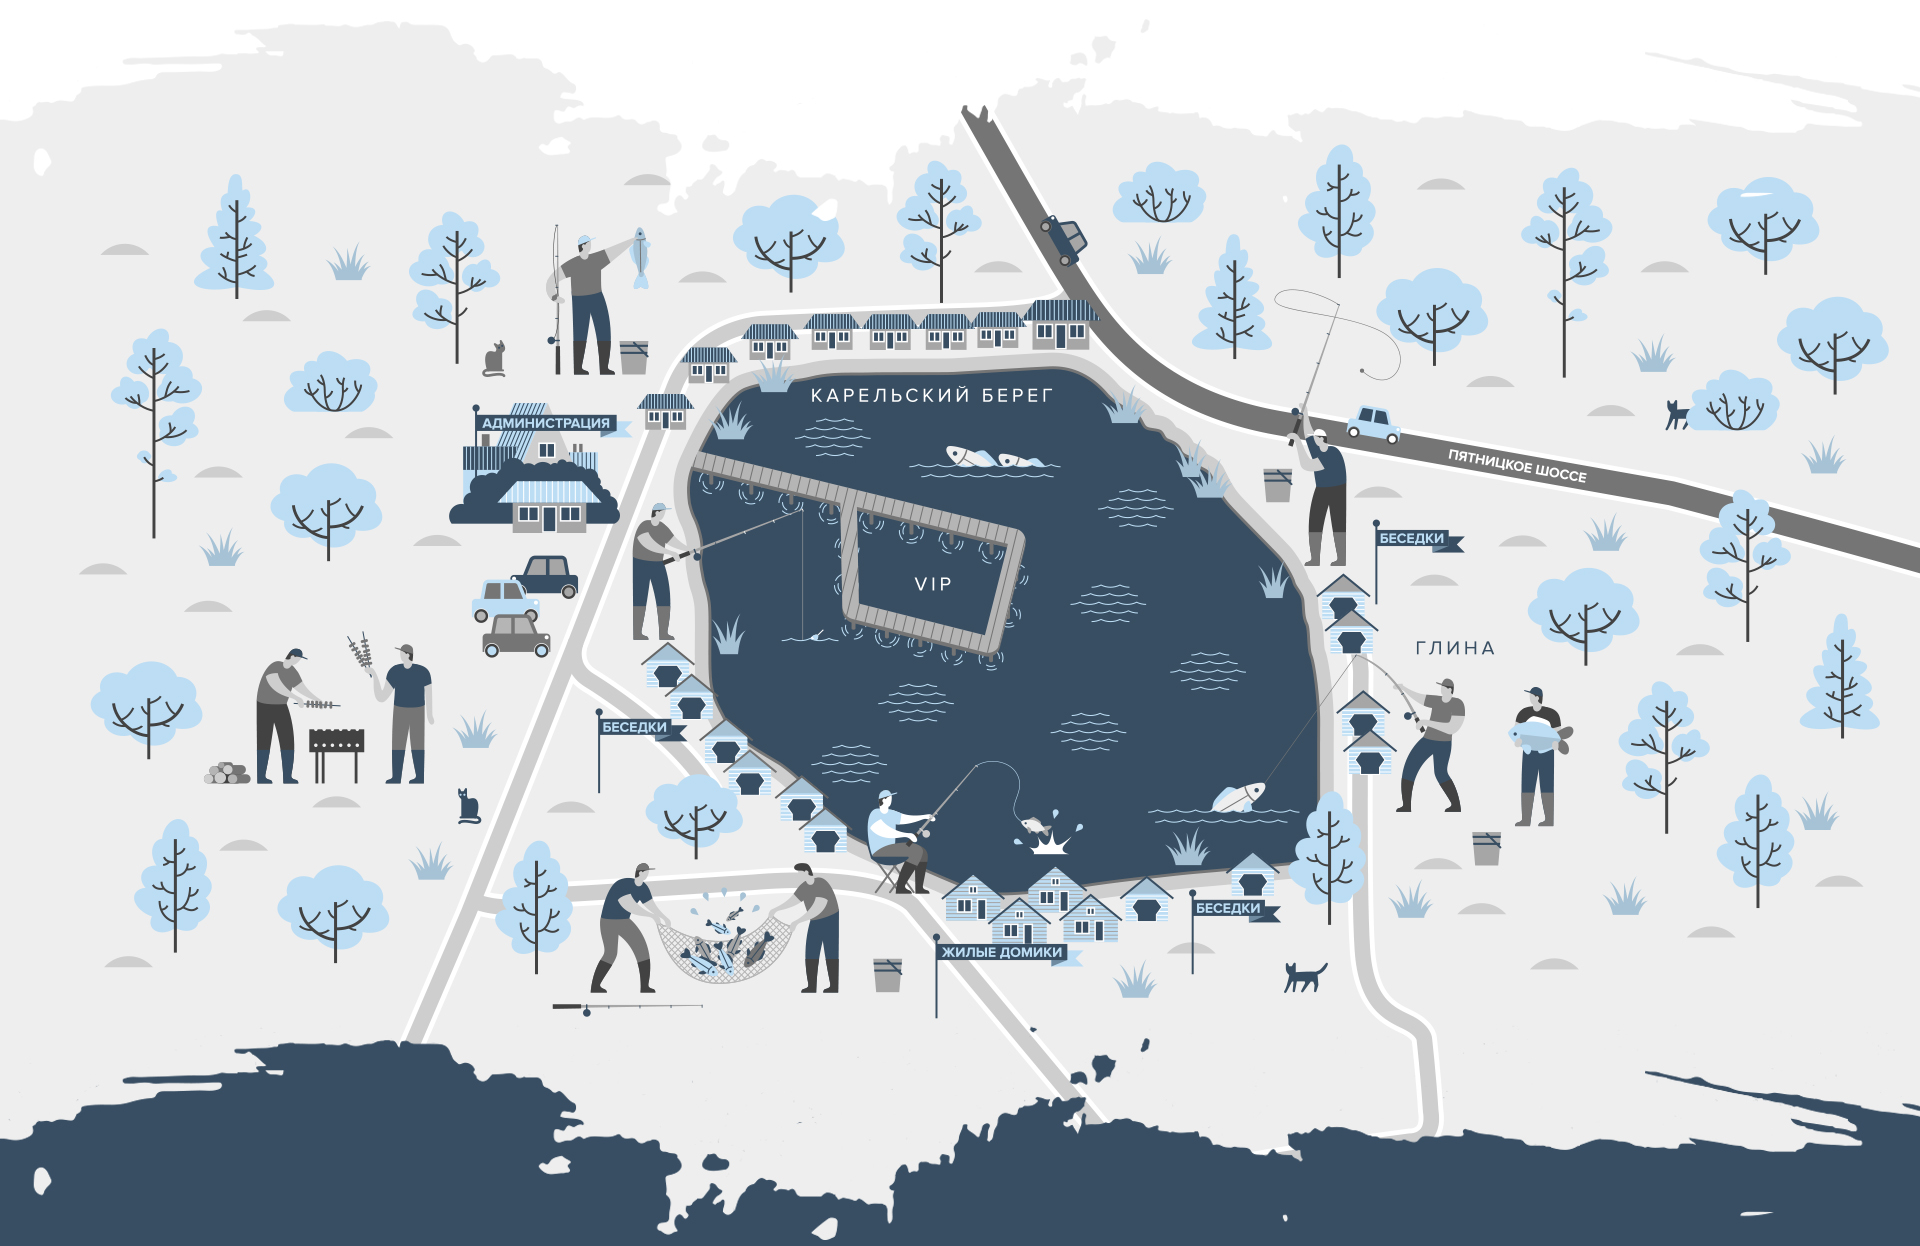 КАРЕЛЬСКИЙ БЕРЕГ
АДМИНИСТРАЦИЯ
ПЯТНИЦКОЕ ШОССЕ
БЕСЕДКИ
VIP
ГЛИНА
БЕСЕДКИ
БЕСЕДКИ
ЖИЛЫЕ ДОМИКИ